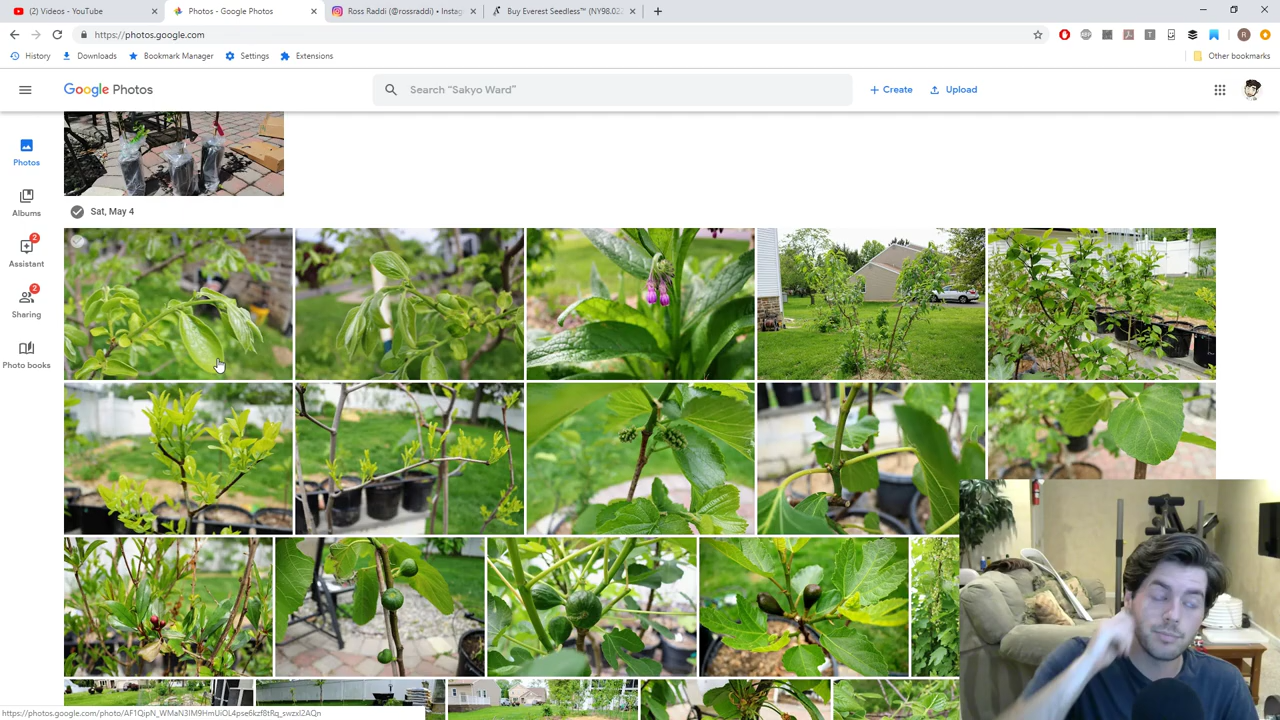 (2) Videos - YouTube
Photos - Google Photos
Ross Raddi (@rossraddi) • Instag
Buy Everest Seedless™ (NY98.02
https://photos.google.com
History
Downloads
Bookmark Manager
Settings
Extensions
Other bookmarks
Google Photos
Search “Sakyo Ward”
Create
Upload
Photos
Albums
2
Assistant
2
Sharing
Photo books
Sat, May 4